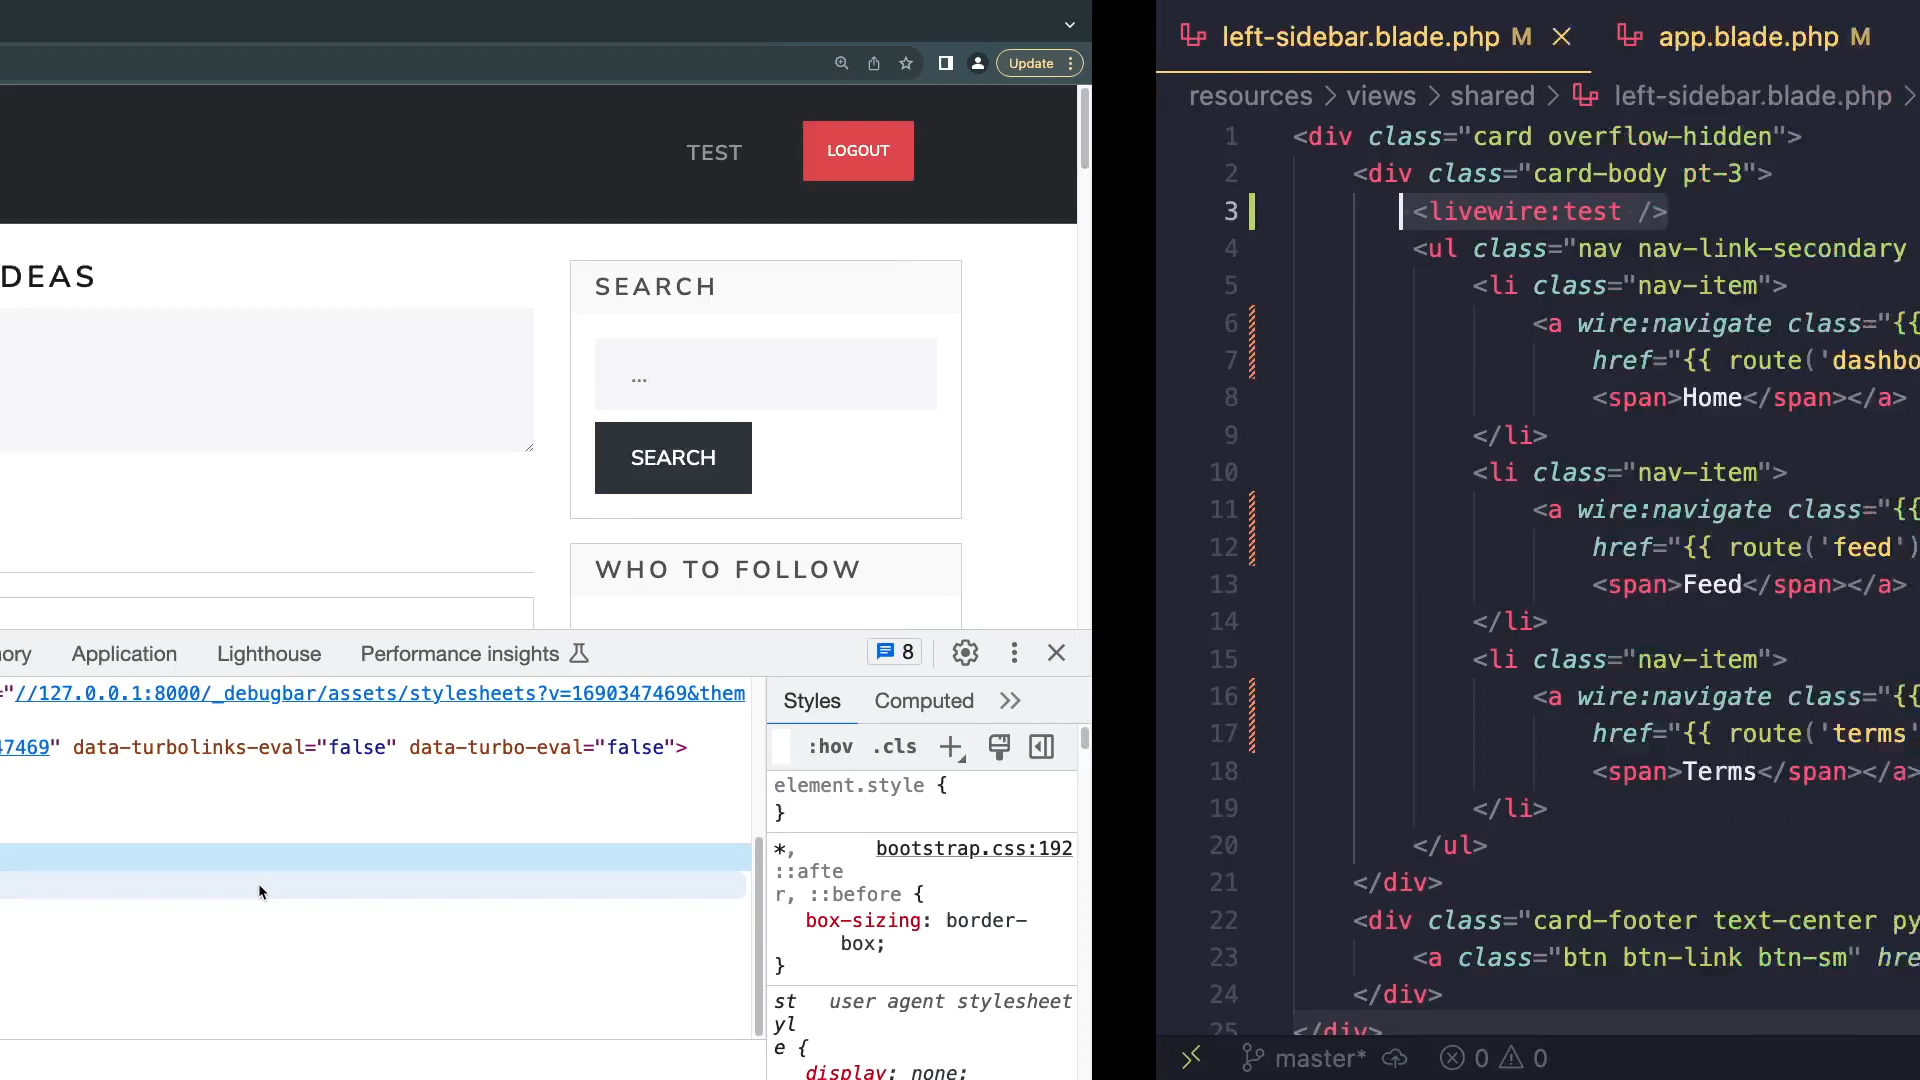 Update
TEST
LOGOUT
DEAS
SEARCH
...
SEARCH
WHO TO FOLLOW
ory
Application
Lighthouse
Performance insights
8
="//127.0.0.1:8000/_debugbar/assets/stylesheets?v=1690347469&them
47469" data-turbolinks-eval="false" data-turbo-eval="false">
Styles
Computed
:hov
.cls
element.style {
}
*,
bootstrap.css:192
::afte
r, ::before {
box-sizing: border-
box;
}
st
user agent stylesheet
yl
e {
display: none;
left-sidebar.blade.php M
app.blade.php M
resources > views > shared > left-sidebar.blade.php >
1 <div class="card overflow-hidden">
2 <div class="card-body pt-3">
3 <livewire:test />
4 <ul class="nav nav-link-secondary
5 <li class="nav-item">
6 <a wire:navigate class="{{
7 href="{{ route('dashbo
8 <span>Home</span></a>
9 </li>
10 <li class="nav-item">
11 <a wire:navigate class="{{
12 href="{{ route('feed')
13 <span>Feed</span></a>
14 </li>
15 <li class="nav-item">
16 <a wire:navigate class="{{
17 href="{{ route('terms'
18 <span>Terms</span></a>
19 </li>
20 </ul>
21 </div>
22 <div class="card-footer text-center py
23 <a class="btn btn-link btn-sm" hre
24 </div>
25 </div>
master*
0
0